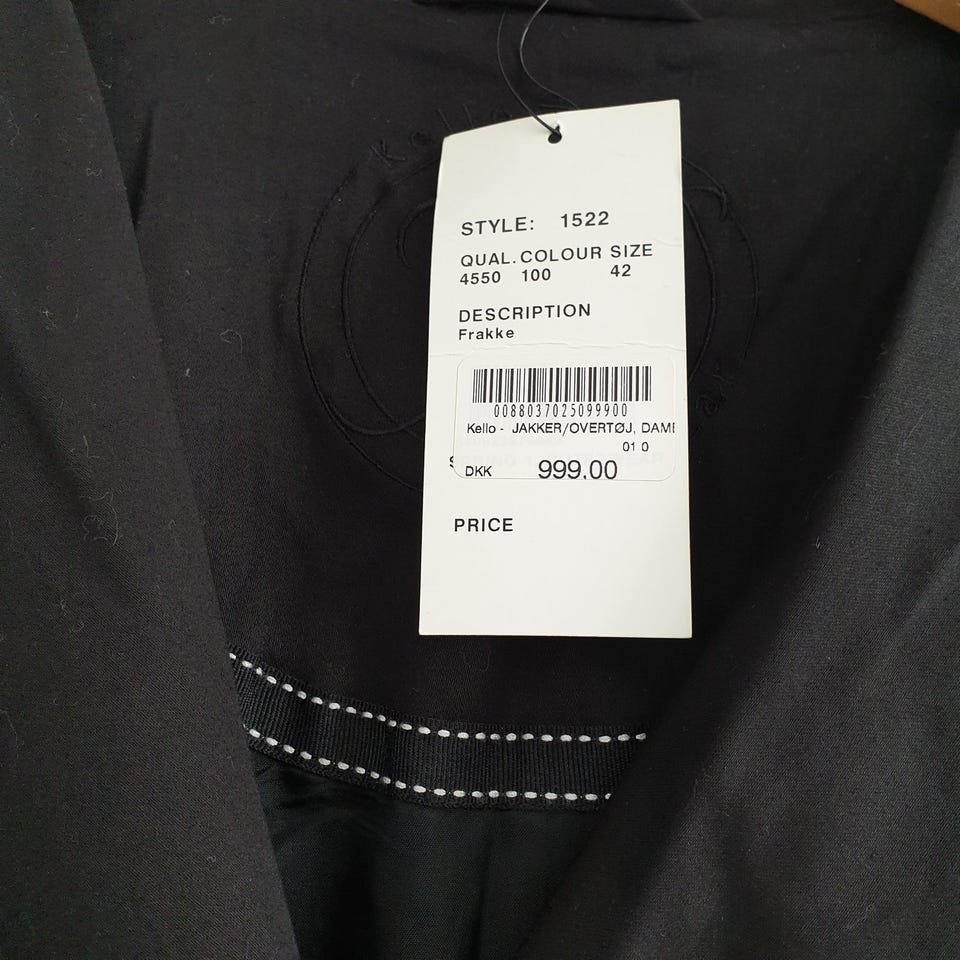 STYLE: 1522
QUAL. COLOUR SIZE
4550 100 42
DESCRIPTION
Frakke
0088037025099900
Kello - JAKKER/OVERTØJ, DAME
01 0
DKK 999.00
PRICE